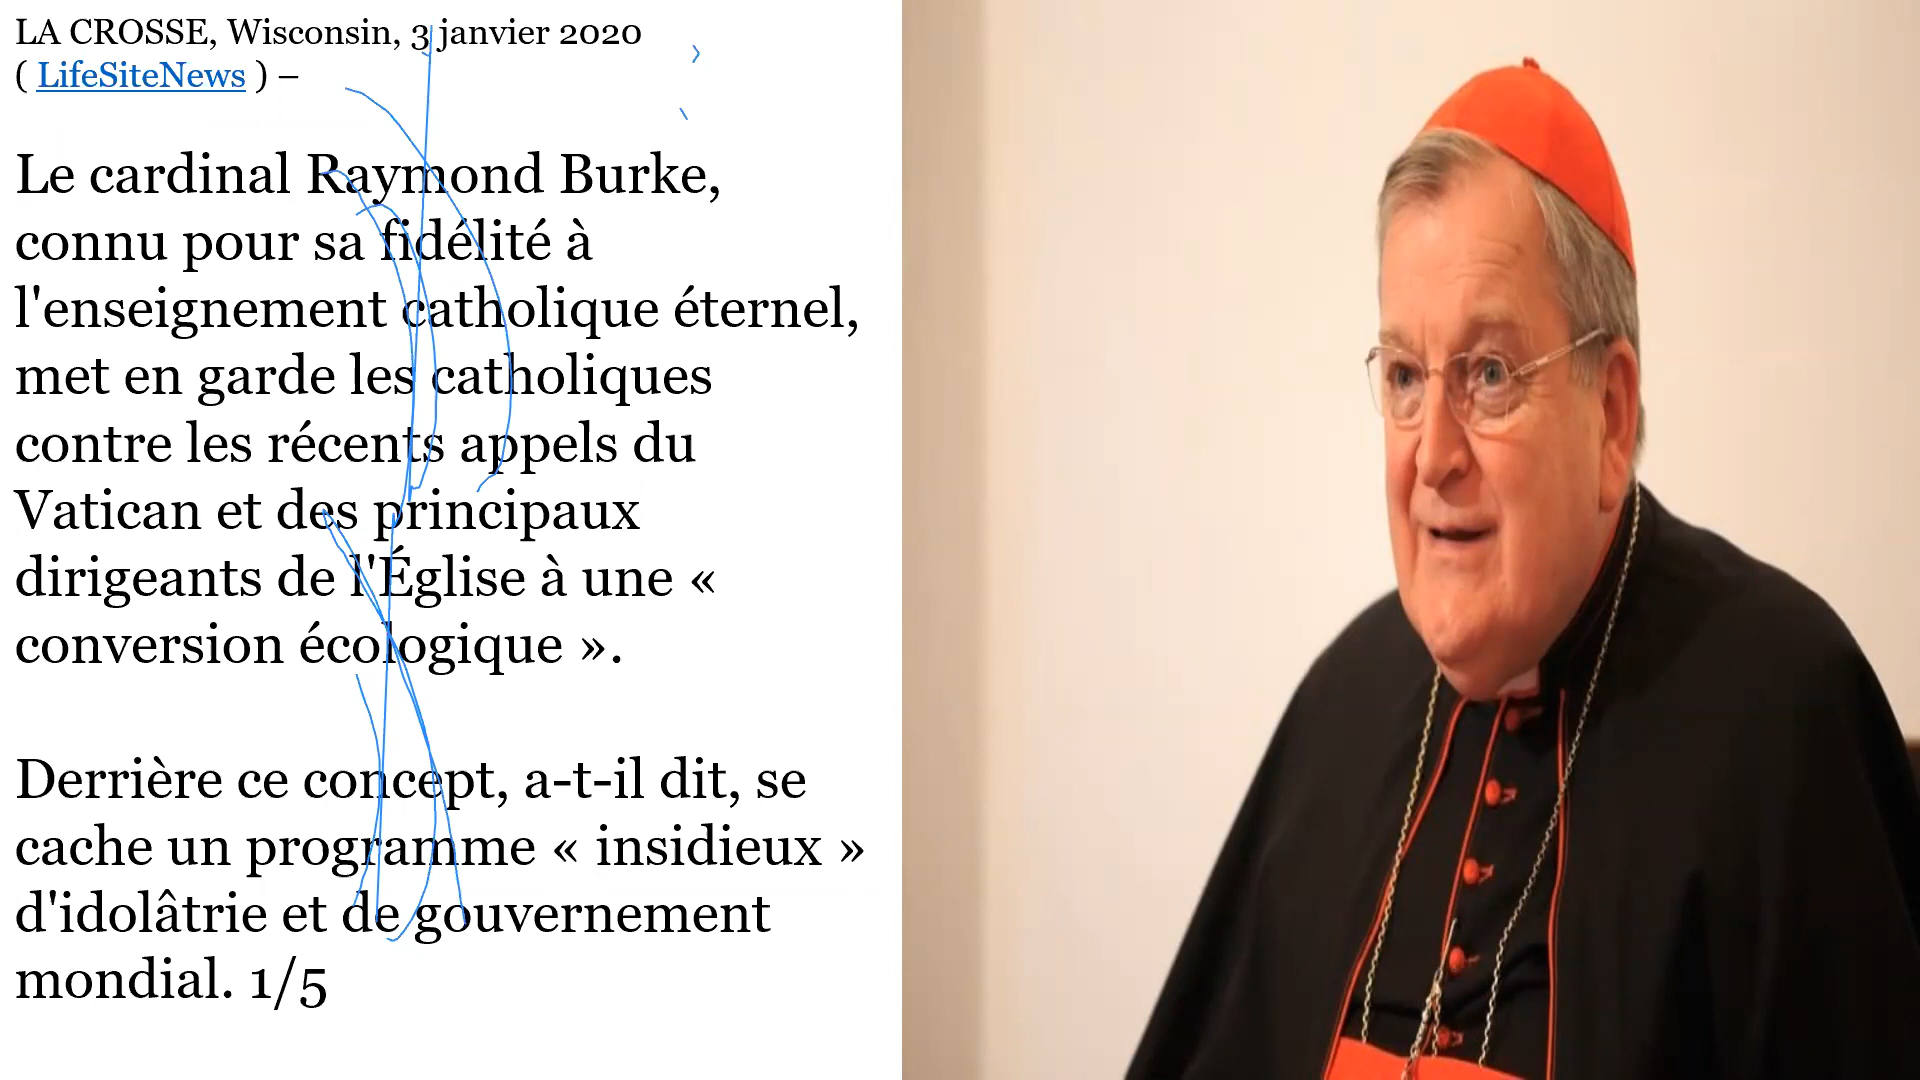 LA CROSSE, Wisconsin, 3 janvier 2020
( LifeSiteNews ) –
Le cardinal Raymond Burke,
connu pour sa fidélité à
l'enseignement catholique éternel,
met en garde les catholiques
contre les récents appels du
Vatican et des principaux
dirigeants de l'Église à une «
conversion écologique ».
Derrière ce concept, a-t-il dit, se
cache un programme « insidieux »
d'idolâtrie et de gouvernement
mondial. 1/5